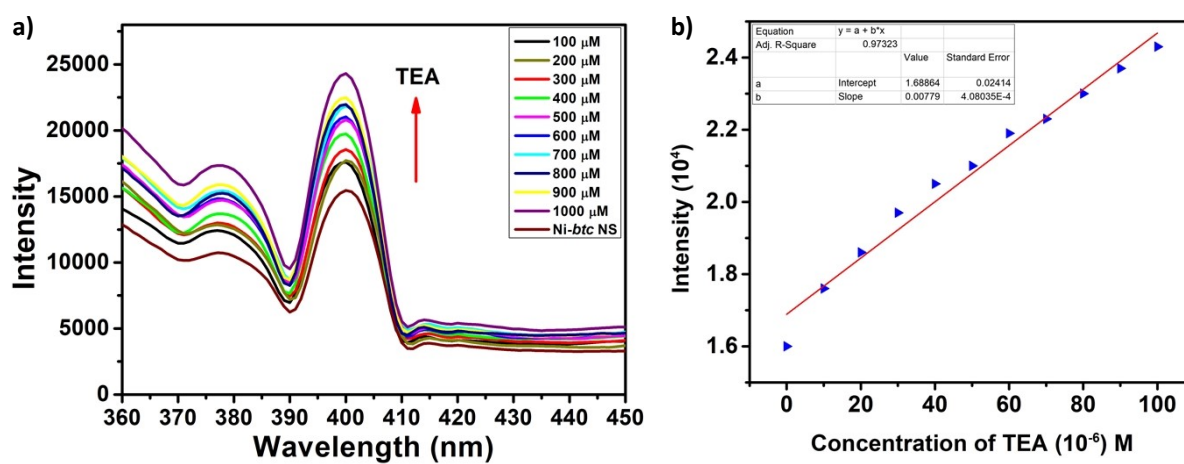 a)
Intensity
25000
20000
15000
10000
5000
0
360 370 380 390 400 410 420 430 440 450
Wavelength (nm)
TEA
100 µM
200 µM
300 µM
400 µM
500 µM
600 µM
700 µM
800 µM
900 µM
1000 µM
Ni-btc NS
b)
Intensity (10⁴)
2.4
2.2
2.0
1.8
1.6
0 20 40 60 80 100
Concentration of TEA (10⁻⁶) M
Equation y = a + b*x
Adj. R-Square 0.97323
Value Standard Error
a Intercept 1.68864 0.02414
b Slope 0.00779 4.08035E-4